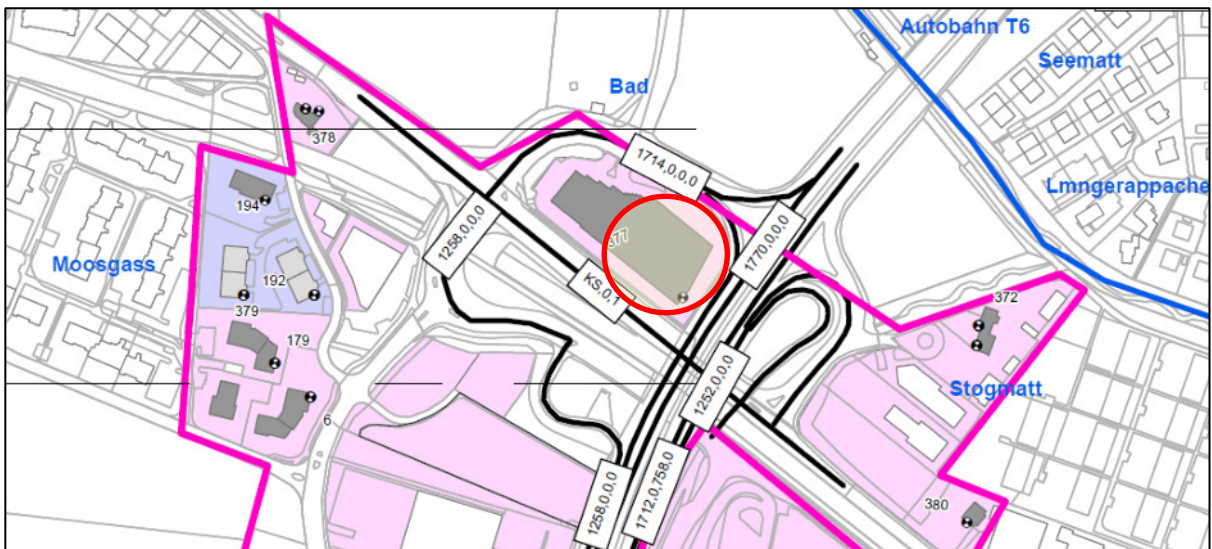 Autobahn T6
Seematt
Bad
378
1714,0,0,0
Lmngerappache
194
377
1258,0,0,0
1770,0,0,0
Moosgass
192
KS,0,1
379
372
179
1252,0,0,0
Stogmatt
6
1258,0,0,0
1712,0,758,0
380